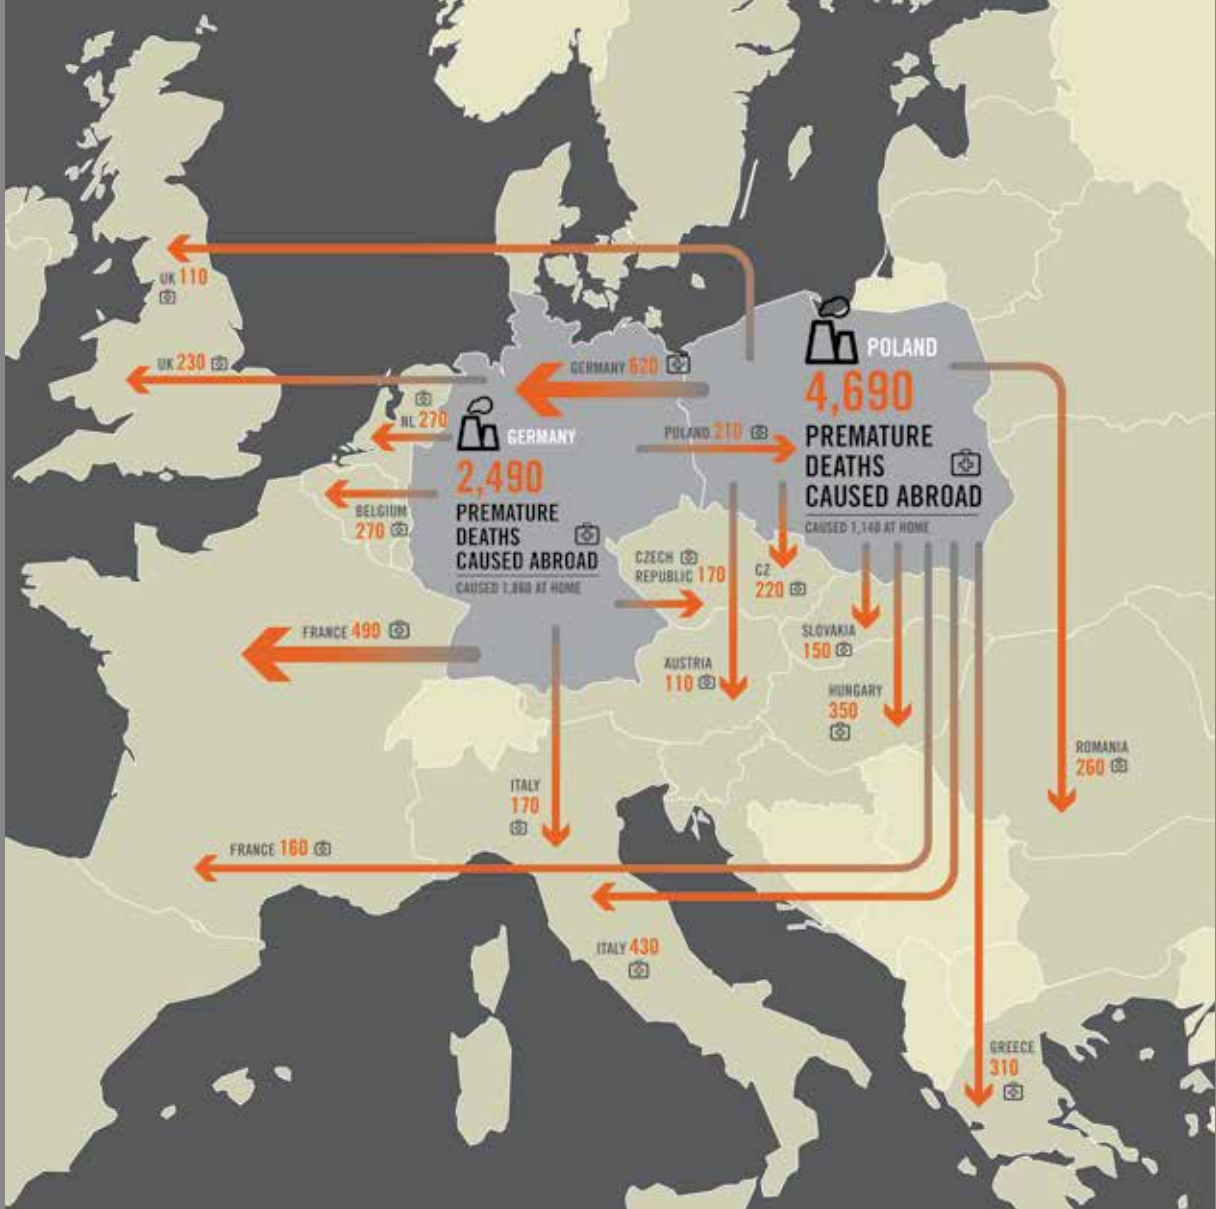 UK 110
UK 230
GERMANY 620
POLAND
4,690
PREMATURE
DEATHS
CAUSED ABROAD
CAUSED 1,140 AT HOME
NL 270
GERMANY
2,490
PREMATURE
DEATHS
CAUSED ABROAD
CAUSED 1,860 AT HOME
POLAND 210
BELGIUM
270
CZECH
REPUBLIC 170
CZ
220
FRANCE 490
AUSTRIA
110
SLOVAKIA
150
HUNGARY
350
ROMANIA
260
ITALY
170
FRANCE 160
ITALY 430
GREECE
310